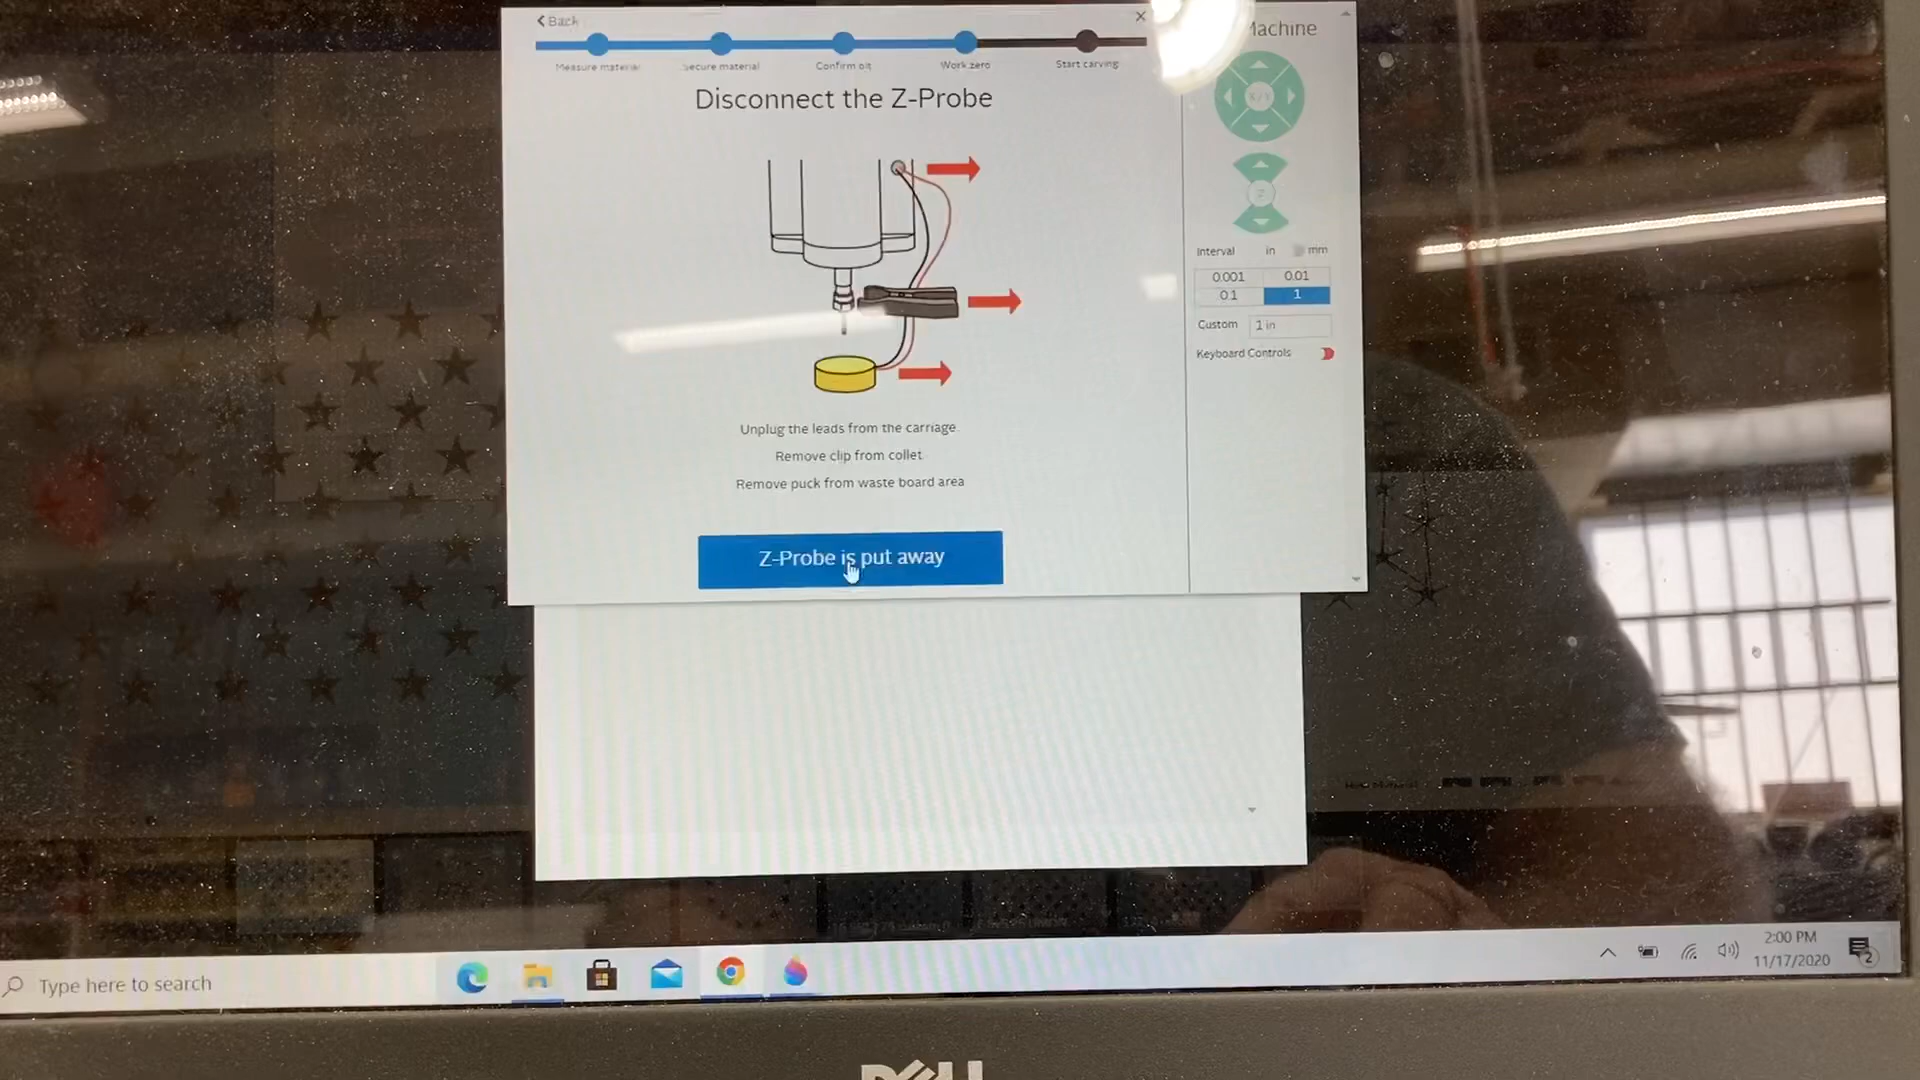 Back
×
Measure material
Secure material
Confirm bit
Work zero
Start carving
Disconnect the Z-Probe
Unplug the leads from the carriage.
Remove clip from collet
Remove puck from waste board area
Z-Probe is put away
Machine
X/Y
Z
Interval in mm
0.001 0.01
0.1 1
Custom 1 in
Keyboard Controls
Type here to search
2:00 PM
11/17/2020
2
DELL